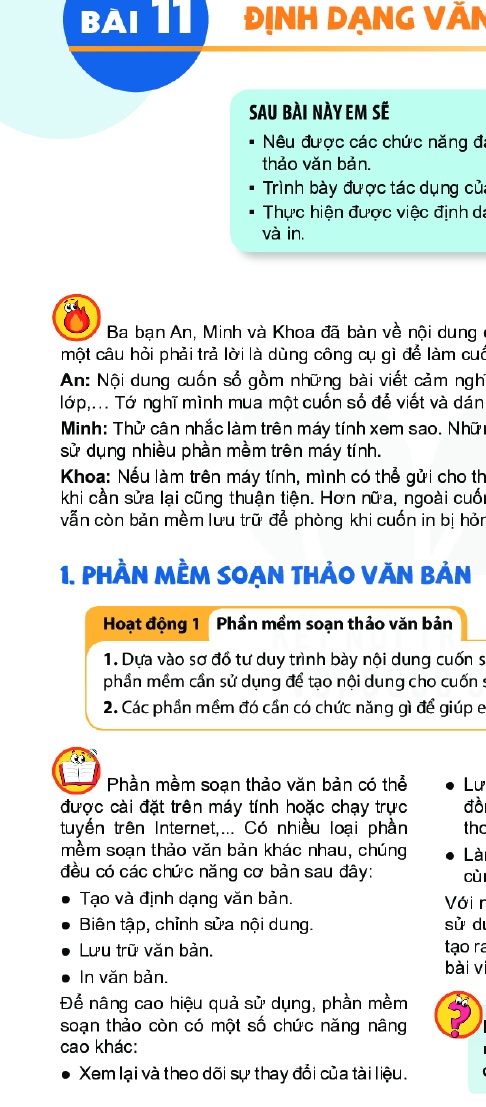 BÀI 11
ĐỊNH DẠNG VĂN
SAU BÀI NÀY EM SẼ
▪ Nêu được các chức năng
thảo văn bản.
▪ Trình bày được tác dụng
▪ Thực hiện được việc định
và in.
Ba bạn An, Minh và Khoa đã bàn về nội dung
một câu hỏi phải trả lời là dùng công cụ gì để làm
An: Nội dung cuốn sổ gồm những bài viết cảm
lớp,... Tớ nghĩ mình mua một cuốn sổ để viết và dán
Minh: Thử cân nhắc làm trên máy tính xem sao.
sử dụng nhiều phần mềm trên máy tính.
Khoa: Nếu làm trên máy tính, mình có thể gửi cho
khi cần sửa lại cũng thuận tiện. Hơn nữa, ngoài
vẫn còn bản mềm lưu trữ để phòng khi cuốn in bị
1. PHẦN MỀM SOẠN THẢO VĂN BẢN
Hoạt động 1 Phần mềm soạn thảo văn bản
1. Dựa vào sơ đồ tư duy trình bày nội dung cuốn
phần mềm cần sử dụng để tạo nội dung cho cuốn
2. Các phần mềm đó cần có chức năng gì để giúp
Phần mềm soạn thảo văn bản có thể
được cài đặt trên máy tính hoặc chạy trực
tuyến trên Internet,... Có nhiều loại phần
mềm soạn thảo văn bản khác nhau, chúng
đều có các chức năng cơ bản sau đây:
● Tạo và định dạng văn bản.
● Biên tập, chỉnh sửa nội dung.
● Lưu trữ văn bản.
● In văn bản.
Để nâng cao hiệu quả sử dụng, phần mềm
soạn thảo còn có một số chức năng nâng
cao khác:
● Xem lại và theo dõi sự thay đổi của tài liệu.
Với
sử
tạo
bài